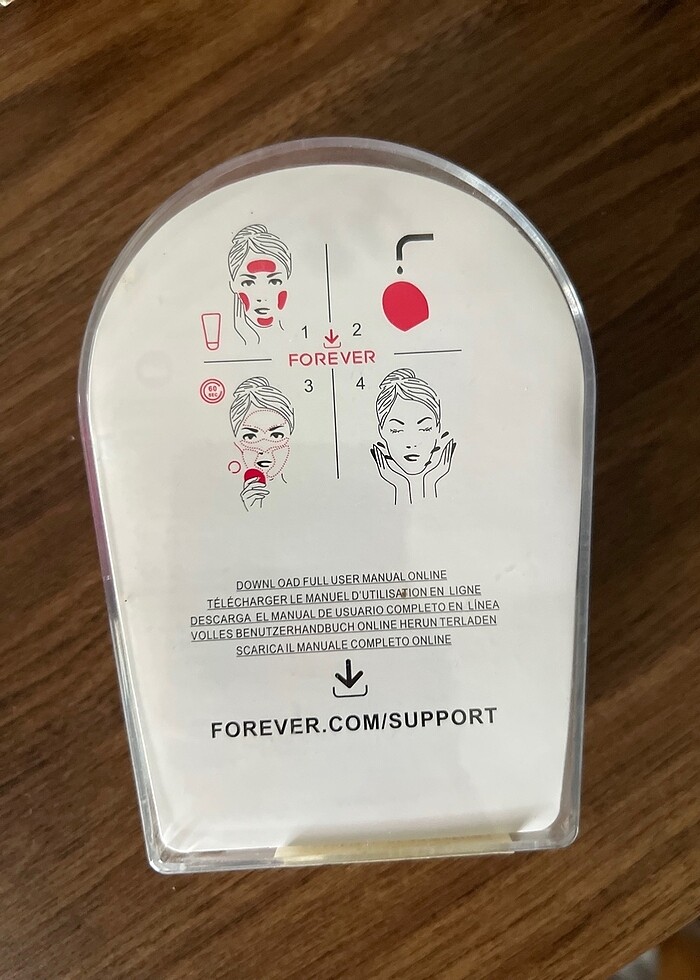 1
2
FOREVER
60
SEC
3
4
DOWNL OAD FULL USER MANUAL ONLINE
TÉLÉCHARGER LE MANUEL D'UTILISATION EN LIGNE
DESCARGA EL MANUAL DE USUARIO COMPLETO EN LÍNEA
VOLLES BENUTZERHANDBUCH ONLINE HERUN TERLADEN
SCARICA IL MANUALE COMPLETO ONLINE
FOREVER.COM/SUPPORT